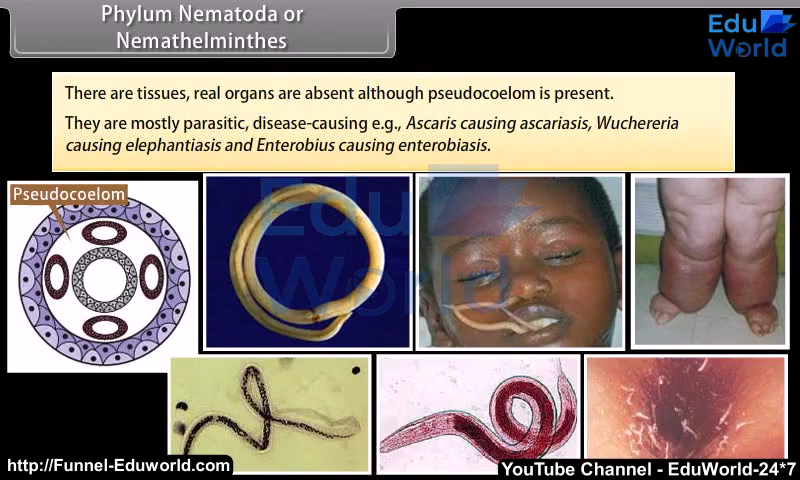 Phylum Nematoda or
Nemathelminthes
Edu
World
There are tissues, real organs are absent although pseudocoelom is present.
They are mostly parasitic, disease-causing e.g., Ascaris causing ascariasis, Wuchereria
causing elephantiasis and Enterobius causing enterobiasis.
Pseudocoelom
Edu
World
http://Funnel-Eduworld.com
YouTube Channel - EduWorld-24*7